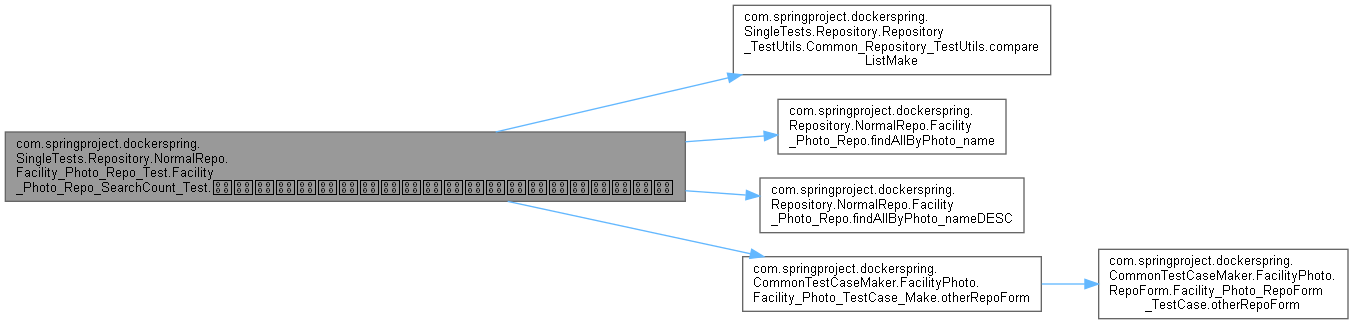 com.springproject.dockerspring.
SingleTests.Repository.Repository
_TestUtils.Common_Repository_TestUtils.compare
ListMake
com.springproject.dockerspring.
Repository.NormalRepo.Facility
_Photo_Repo.findAllByPhoto_name
com.springproject.dockerspring.
SingleTests.Repository.NormalRepo.
Facility_Photo_Repo_Test.Facility
_Photo_Repo_SearchCount_Test.
com.springproject.dockerspring.
Repository.NormalRepo.Facility
_Photo_Repo.findAllByPhoto_nameDESC
com.springproject.dockerspring.
CommonTestCaseMaker.FacilityPhoto.
Facility_Photo_TestCase_Make.otherRepoForm
com.springproject.dockerspring.
CommonTestCaseMaker.FacilityPhoto.
RepoForm.Facility_Photo_RepoForm
_TestCase.otherRepoForm